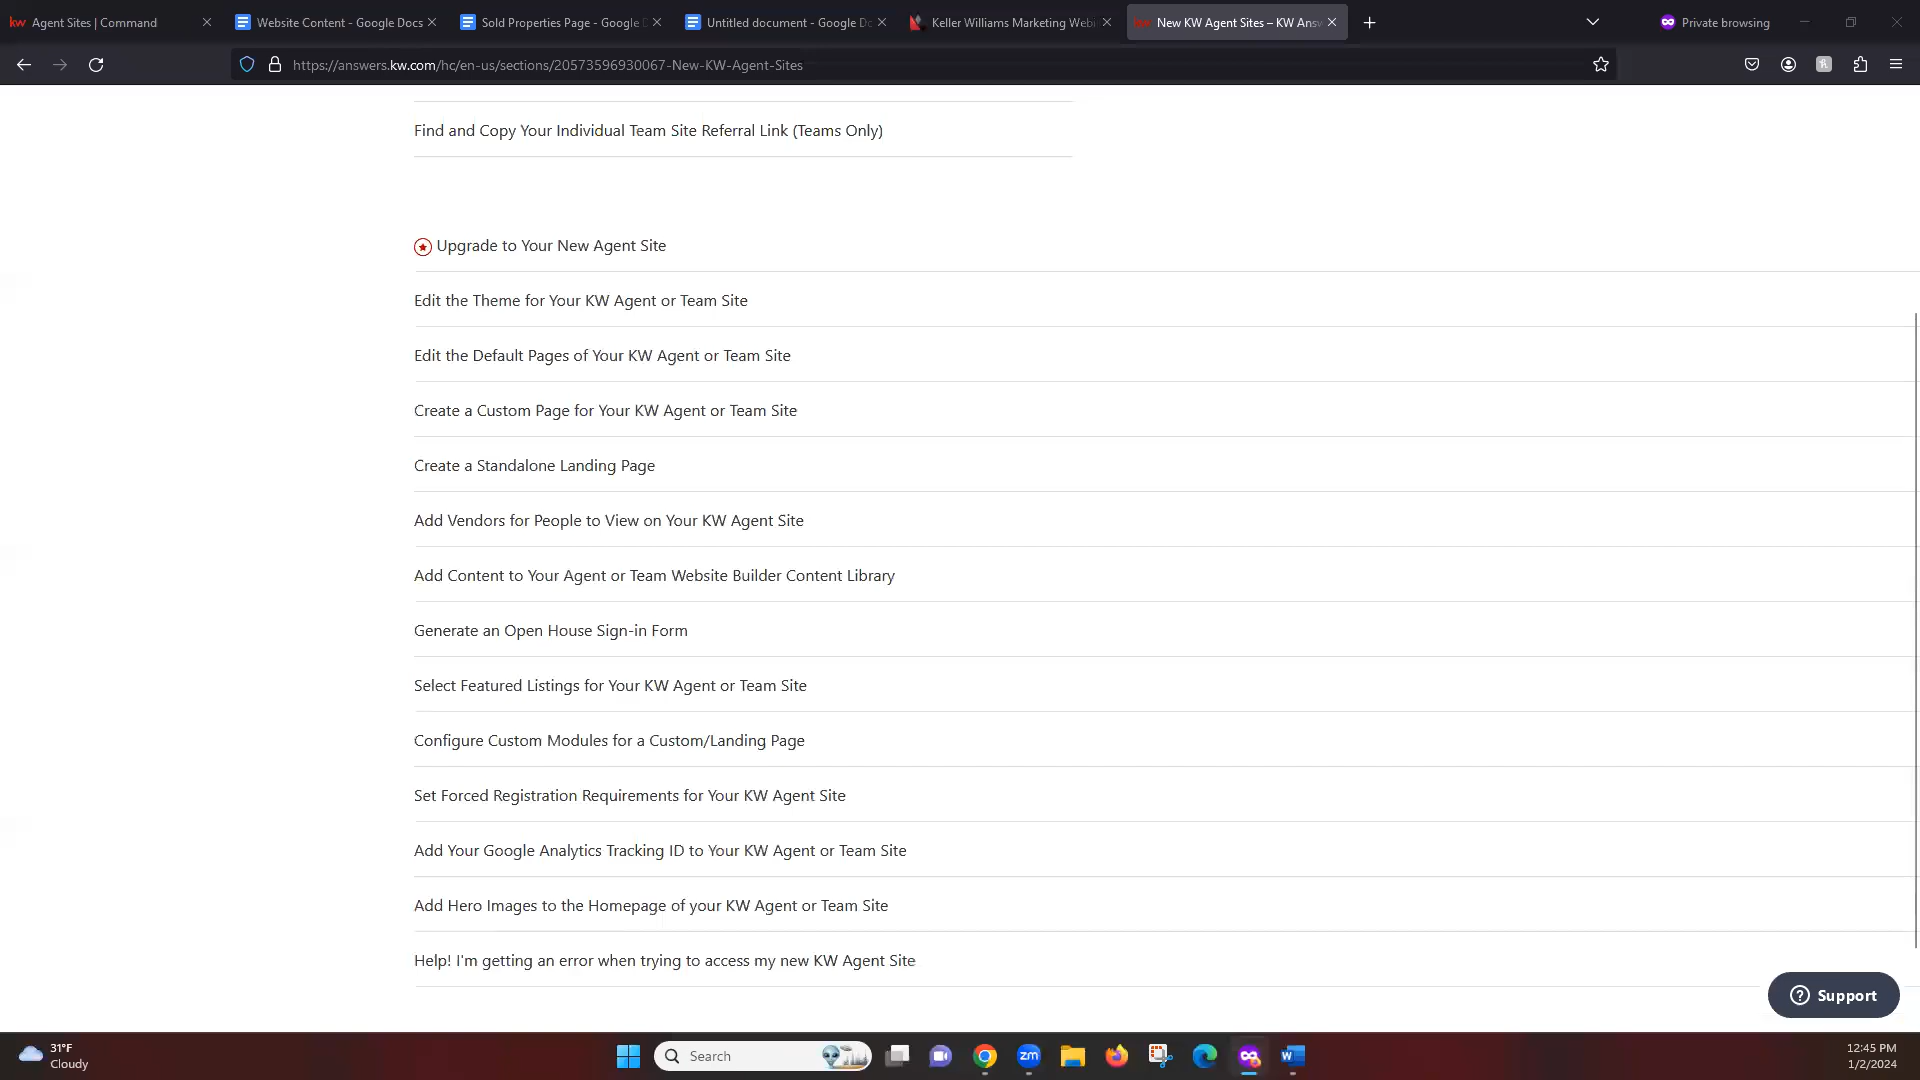 kw Agent Sites | Command
Website Content - Google Docs
Sold Properties Page - Google D
Untitled document - Google Do
Keller Williams Marketing Webi
kw New KW Agent Sites – KW Answ
Private browsing
https://answers.kw.com/hc/en-us/sections/20573596930067-New-KW-Agent-Sites
Find and Copy Your Individual Team Site Referral Link (Teams Only)
Upgrade to Your New Agent Site
Edit the Theme for Your KW Agent or Team Site
Edit the Default Pages of Your KW Agent or Team Site
Create a Custom Page for Your KW Agent or Team Site
Create a Standalone Landing Page
Add Vendors for People to View on Your KW Agent Site
Add Content to Your Agent or Team Website Builder Content Library
Generate an Open House Sign-in Form
Select Featured Listings for Your KW Agent or Team Site
Configure Custom Modules for a Custom/Landing Page
Set Forced Registration Requirements for Your KW Agent Site
Add Your Google Analytics Tracking ID to Your KW Agent or Team Site
Add Hero Images to the Homepage of your KW Agent or Team Site
Help! I'm getting an error when trying to access my new KW Agent Site
Support
31°F
Cloudy
Search
zm
12:45 PM
1/2/2024